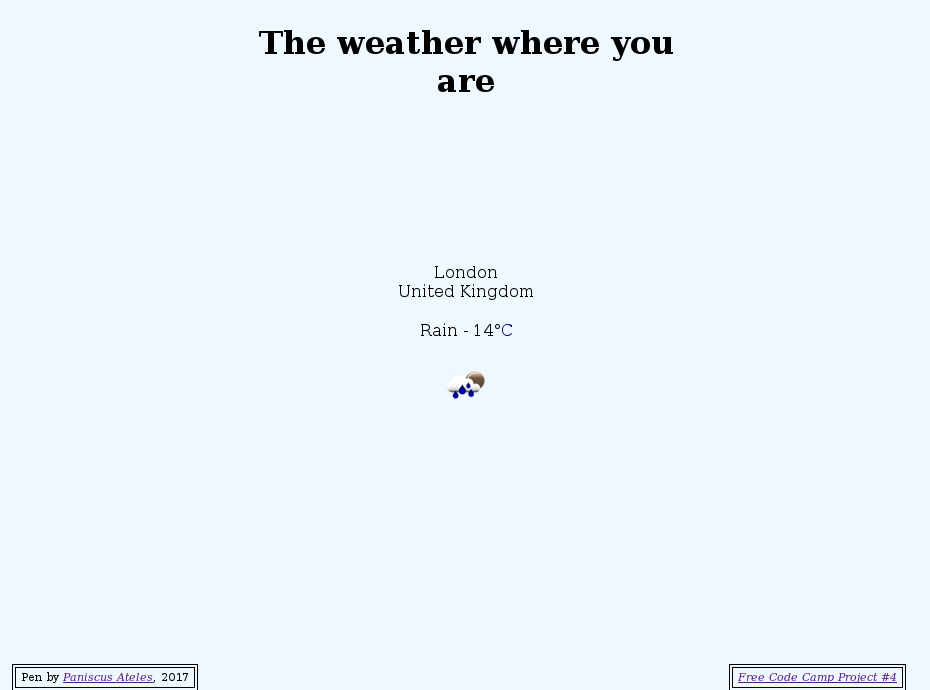 The weather where you
are
London
United Kingdom
Rain - 14°C
Pen by Paniscus Ateles, 2017
Free Code Camp Project #4